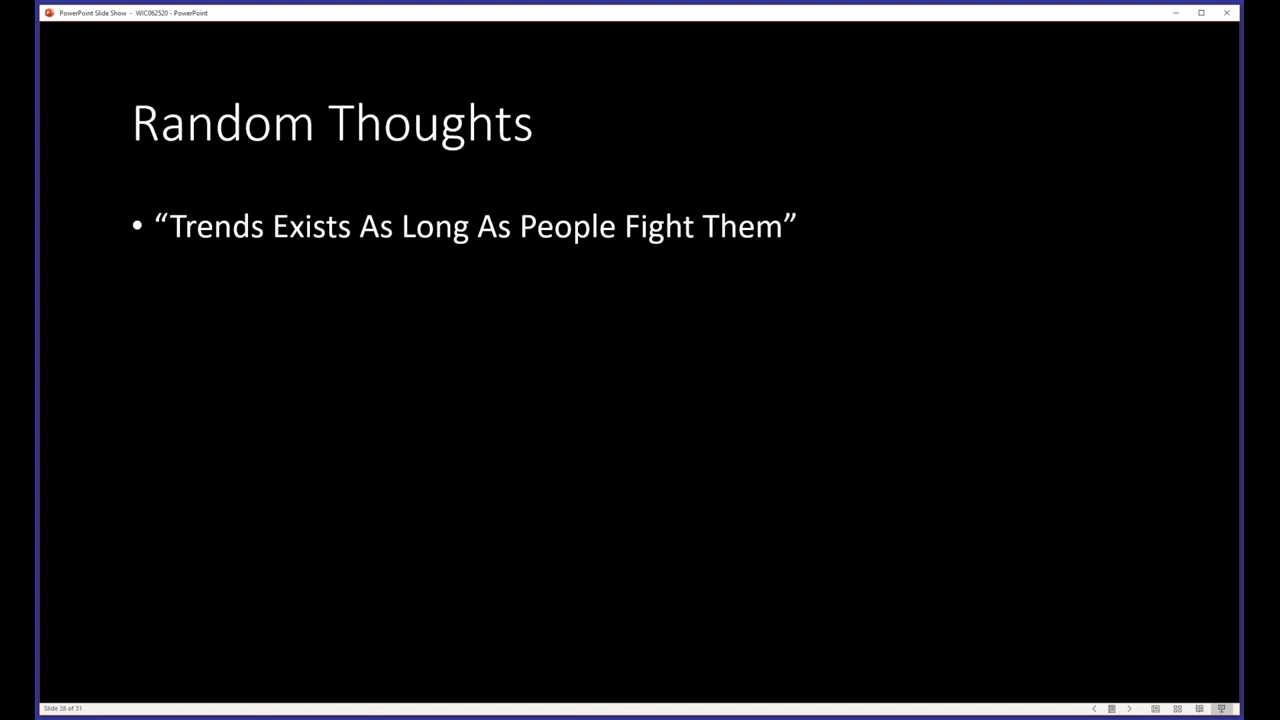 PowerPoint Slide Show - WIC062520 - PowerPoint
Random Thoughts
• “Trends Exists As Long As People Fight Them”
Slide 28 of 31